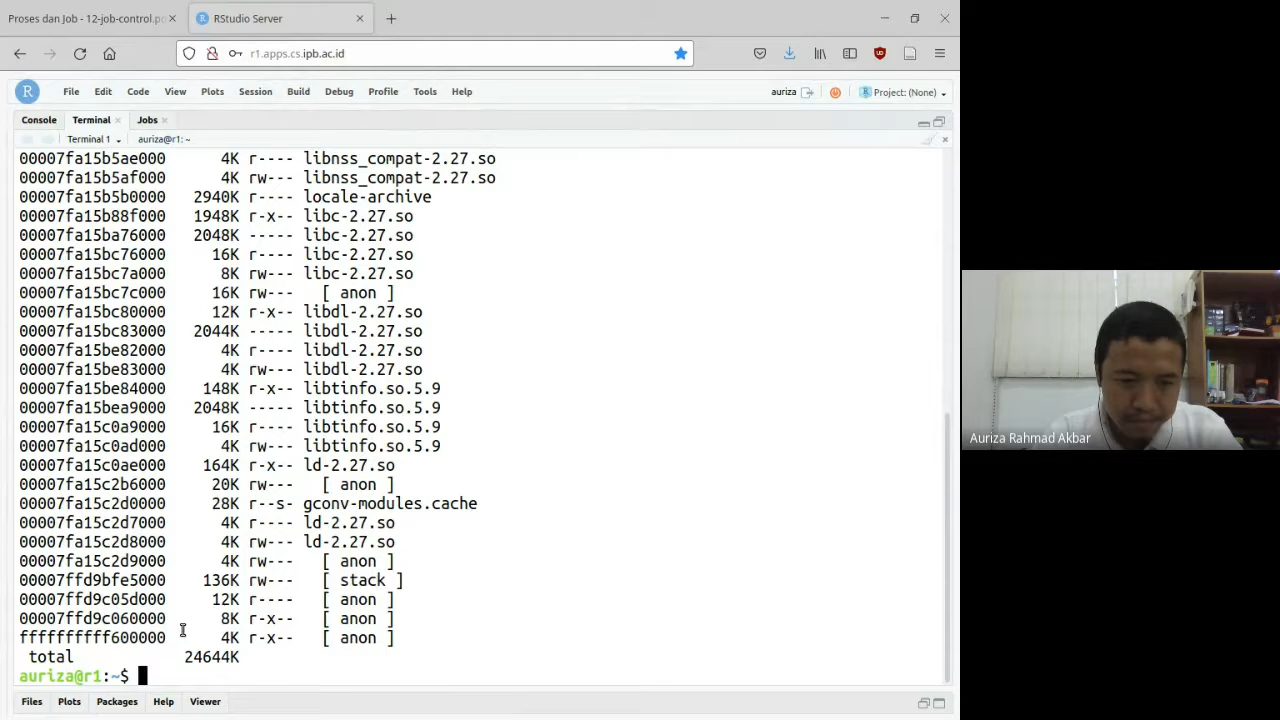 Proses dan Job - 12-job-control.po
RStudio Server
r1.apps.cs.ipb.ac.id
File Edit Code View Plots Session Build Debug Profile Tools Help
auriza
Project: (None)
Console Terminal Jobs
Terminal 1 auriza@r1: ~
00007fa15b5ae000 4K r---- libnss_compat-2.27.so
00007fa15b5af000 4K rw--- libnss_compat-2.27.so
00007fa15b5b0000 2940K r---- locale-archive
00007fa15b88f000 1948K r-x-- libc-2.27.so
00007fa15ba76000 2048K ----- libc-2.27.so
00007fa15bc76000 16K r---- libc-2.27.so
00007fa15bc7a000 8K rw--- libc-2.27.so
00007fa15bc7c000 16K rw--- [ anon ]
00007fa15bc80000 12K r-x-- libdl-2.27.so
00007fa15bc83000 2044K ----- libdl-2.27.so
00007fa15be82000 4K r---- libdl-2.27.so
00007fa15be83000 4K rw--- libdl-2.27.so
00007fa15be84000 148K r-x-- libtinfo.so.5.9
00007fa15bea9000 2048K ----- libtinfo.so.5.9
00007fa15c0a9000 16K r---- libtinfo.so.5.9
00007fa15c0ad000 4K rw--- libtinfo.so.5.9
00007fa15c0ae000 164K r-x-- ld-2.27.so
00007fa15c2b6000 20K rw--- [ anon ]
00007fa15c2d0000 28K r--s- gconv-modules.cache
00007fa15c2d7000 4K r---- ld-2.27.so
00007fa15c2d8000 4K rw--- ld-2.27.so
00007fa15c2d9000 4K rw--- [ anon ]
00007ffd9bfe5000 136K rw--- [ stack ]
00007ffd9c05d000 12K r---- [ anon ]
00007ffd9c060000 8K r-x-- [ anon ]
ffffffffff600000 4K r-x-- [ anon ]
total 24644K
auriza@r1:~$
Files Plots Packages Help Viewer
Auriza Rahmad Akbar